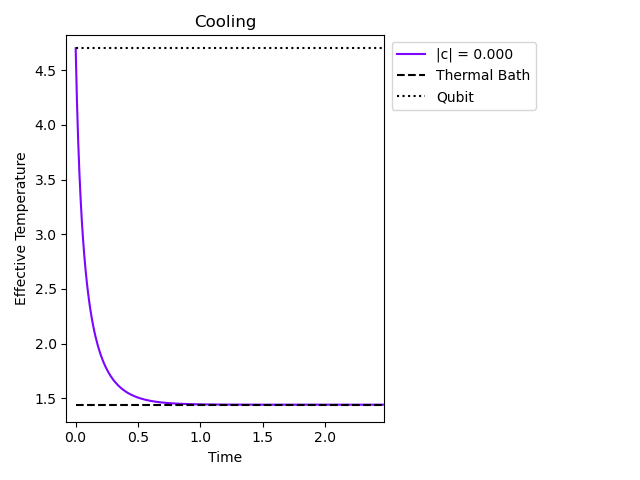 Cooling
|c| = 0.000
Thermal Bath
Qubit
4.5
4.0
3.5
3.0
2.5
2.0
1.5
Effective Temperature
0.0 0.5 1.0 1.5 2.0
Time